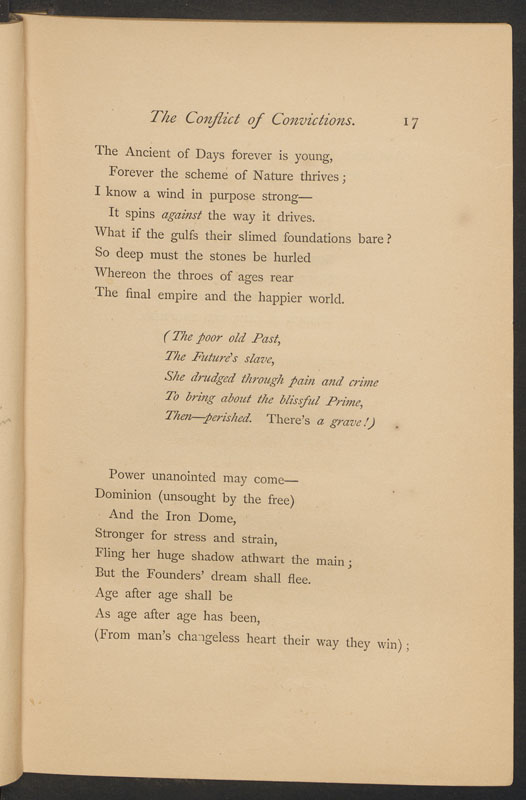 The Conflict of Convictions. 17
The Ancient of Days forever is young,
Forever the scheme of Nature thrives;
I know a wind in purpose strong—
It spins against the way it drives.
What if the gulfs their slimed foundations bare?
So deep must the stones be hurled
Whereon the throes of ages rear
The final empire and the happier world.
(The poor old Past,
The Future's slave,
She drudged through pain and crime
To bring about the blissful Prime,
Then—perished. There's a grave!)
Power unanointed may come—
Dominion (unsought by the free)
And the Iron Dome,
Stronger for stress and strain,
Fling her huge shadow athwart the main;
But the Founders' dream shall flee.
Age after age shall be
As age after age has been,
(From man's changeless heart their way they win);